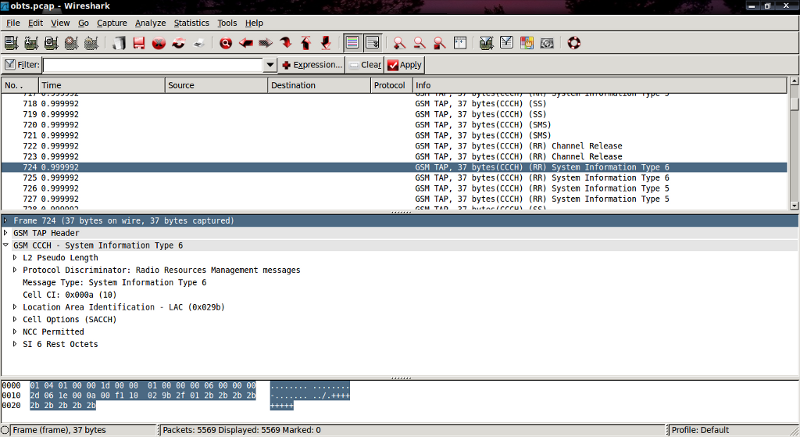 obts.pcap - Wireshark
File Edit View Go Capture Analyze Statistics Tools Help
Filter: Expression... Clear Apply
No. . Time Source Destination Protocol Info
717 0.999992 GSM TAP, 37 bytes(CCCH) (RR) System Information Type 5
718 0.999992 GSM TAP, 37 bytes(CCCH) (SS)
719 0.999992 GSM TAP, 37 bytes(CCCH) (SS)
720 0.999992 GSM TAP, 37 bytes(CCCH) (SMS)
721 0.999992 GSM TAP, 37 bytes(CCCH) (SMS)
722 0.999992 GSM TAP, 37 bytes(CCCH) (RR) Channel Release
723 0.999992 GSM TAP, 37 bytes(CCCH) (RR) Channel Release
724 0.999992 GSM TAP, 37 bytes(CCCH) (RR) System Information Type 6
725 0.999992 GSM TAP, 37 bytes(CCCH) (RR) System Information Type 6
726 0.999992 GSM TAP, 37 bytes(CCCH) (RR) System Information Type 5
727 0.999992 GSM TAP, 37 bytes(CCCH) (RR) System Information Type 5
728 0.999992 GSM TAP, 37 bytes(CCCH) (SS)
Frame 724 (37 bytes on wire, 37 bytes captured)
GSM TAP Header
GSM CCCH - System Information Type 6
L2 Pseudo Length
Protocol Discriminator: Radio Resources Management messages
Message Type: System Information Type 6
Cell CI: 0x000a (10)
Location Area Identification - LAC (0x029b)
Cell Options (SACCH)
NCC Permitted
SI 6 Rest Octets
0000 01 04 01 00 00 1d 00 00 01 00 00 00 06 00 00 00 ........ ........
0010 2d 06 1e 00 0a 00 f1 10 02 9b 2f 01 2b 2b 2b 2b -....... ../.++++
0020 2b 2b 2b 2b 2b +++++
Frame (frame), 37 bytes Packets: 5569 Displayed: 5569 Marked: 0 Profile: Default